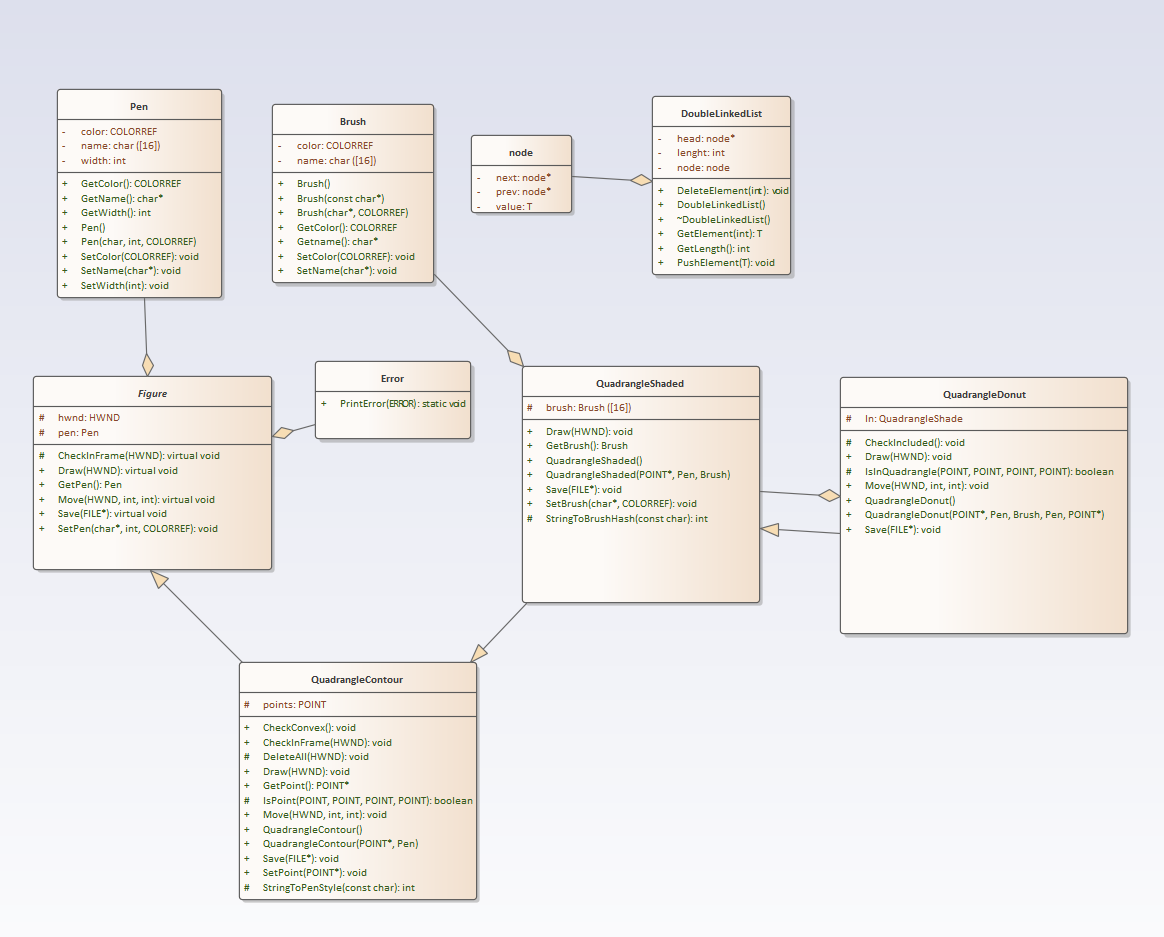 Pen
- color: COLORREF
- name: char ([16])
- width: int
+ GetColor(): COLORREF
+ GetName(): char*
+ GetWidth(): int
+ Pen()
+ Pen(char, int, COLORREF)
+ SetColor(COLORREF): void
+ SetName(char*): void
+ SetWidth(int): void
Brush
- color: COLORREF
- name: char ([16])
+ Brush()
+ Brush(const char*)
+ Brush(char*, COLORREF)
+ GetColor(): COLORREF
+ Getname(): char*
+ SetColor(COLORREF): void
+ SetName(char*): void
node
- next: node*
- prev: node*
- value: T
DoubleLinkedList
- head: node*
- lenght: int
- node: node
+ DeleteElement(int): void
+ DoubleLinkedList()
+ ~DoubleLinkedList()
+ GetElement(int): T
+ GetLength(): int
+ PushElement(T): void
Figure
# hwnd: HWND
# pen: Pen
# CheckInFrame(HWND): virtual void
+ Draw(HWND): virtual void
+ GetPen(): Pen
+ Move(HWND, int, int): virtual void
+ Save(FILE*): virtual void
+ SetPen(char*, int, COLORREF): void
Error
+ PrintError(ERROR): static void
QuadrangleShaded
# brush: Brush ([16])
+ Draw(HWND): void
+ GetBrush(): Brush
+ QuadrangleShaded()
+ QuadrangleShaded(POINT*, Pen, Brush)
+ Save(FILE*): void
+ SetBrush(char*, COLORREF): void
# StringToBrushHash(const char): int
QuadrangleDonut
# In: QuadrangleShade
# CheckIncluded(): void
+ Draw(HWND): void
# IsInQuadrangle(POINT, POINT, POINT, POINT): boolean
+ Move(HWND, int, int): void
+ QuadrangleDonut()
+ QuadrangleDonut(POINT*, Pen, Brush, Pen, POINT*)
+ Save(FILE*): void
QuadrangleContour
# points: POINT
+ CheckConvex(): void
+ CheckInFrame(HWND): void
# DeleteAll(HWND): void
+ Draw(HWND): void
+ GetPoint(): POINT*
# IsPoint(POINT, POINT, POINT, POINT): boolean
+ Move(HWND, int, int): void
+ QuadrangleContour()
+ QuadrangleContour(POINT*, Pen)
+ Save(FILE*): void
+ SetPoint(POINT*): void
# StringToPenStyle(const char): int